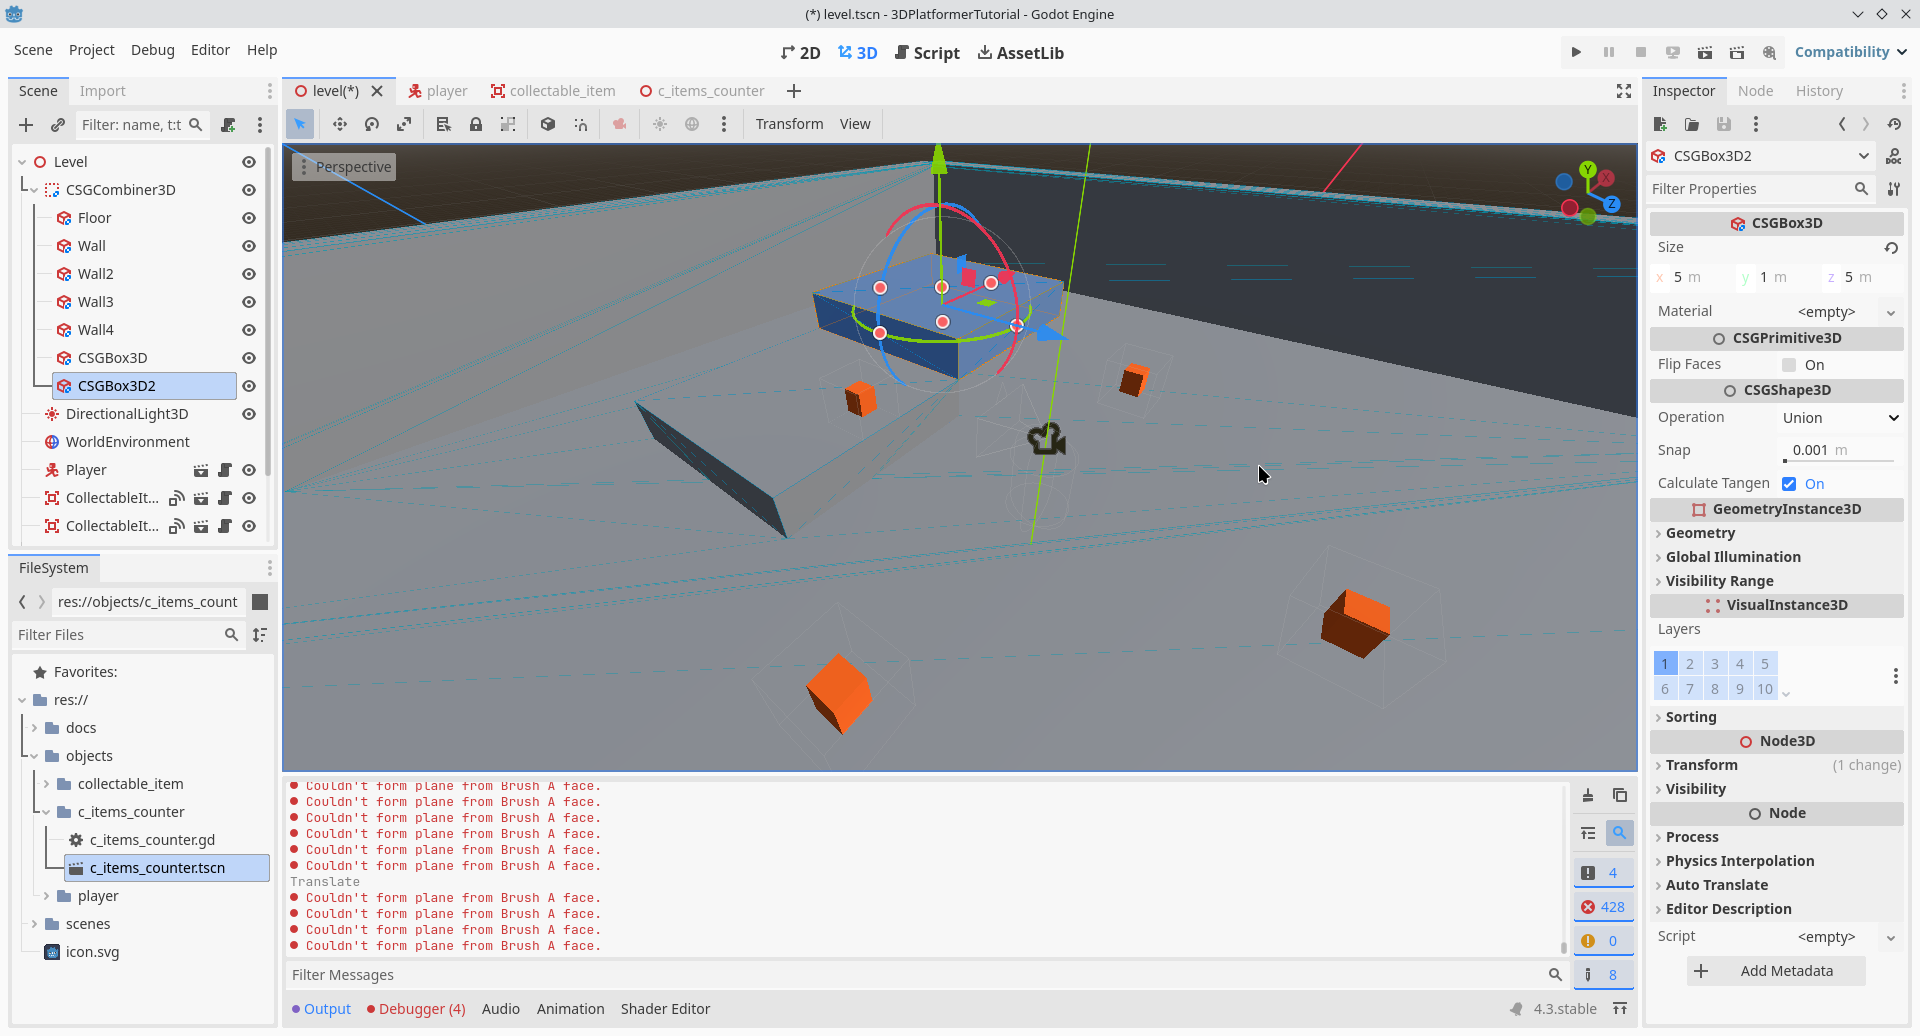 (*) level.tscn - 3DPlatformerTutorial - Godot Engine
Scene Project Debug Editor Help
2D 3D Script AssetLib
Compatibility
Scene Import
Filter: name, t:t
Level
CSGCombiner3D
Floor
Wall
Wall2
Wall3
Wall4
CSGBox3D
CSGBox3D2
DirectionalLight3D
WorldEnvironment
Player
CollectableIt...
CollectableIt...
FileSystem
res://objects/c_items_count
Filter Files
Favorites:
res://
docs
objects
collectable_item
c_items_counter
c_items_counter.gd
c_items_counter.tscn
player
scenes
icon.svg
level(*) player collectable_item c_items_counter
Transform View
Perspective
Y
X
Z
Couldn't form plane from Brush A face.
Couldn't form plane from Brush A face.
Couldn't form plane from Brush A face.
Couldn't form plane from Brush A face.
Couldn't form plane from Brush A face.
Couldn't form plane from Brush A face.
Translate
Couldn't form plane from Brush A face.
Couldn't form plane from Brush A face.
Couldn't form plane from Brush A face.
Couldn't form plane from Brush A face.
4
428
0
8
Filter Messages
Output Debugger (4) Audio Animation Shader Editor
4.3.stable
Inspector Node History
CSGBox3D2
DOC
Filter Properties
CSGBox3D
Size
x 5 m y 1 m z 5 m
Material <empty>
CSGPrimitive3D
Flip Faces On
CSGShape3D
Operation Union
Snap 0.001 m
Calculate Tangen On
GeometryInstance3D
Geometry
Global Illumination
Visibility Range
VisualInstance3D
Layers
1 2 3 4 5
6 7 8 9 10
Sorting
Node3D
Transform (1 change)
Visibility
Node
Process
Physics Interpolation
Auto Translate
Editor Description
Script <empty>
Add Metadata